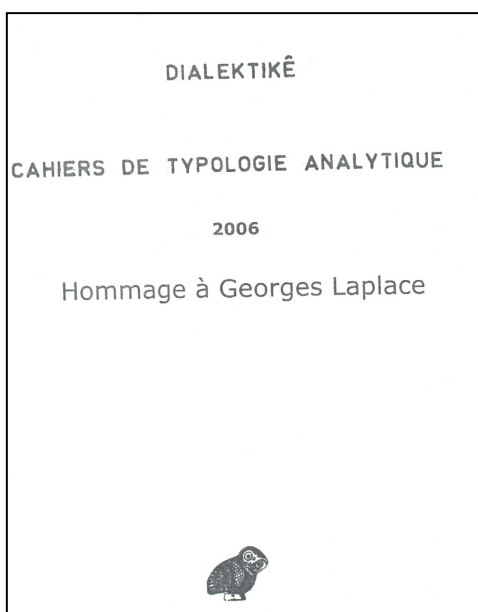 DIALEKTIKÊ
CAHIERS DE TYPOLOGIE ANALYTIQUE
2006
Hommage à Georges Laplace